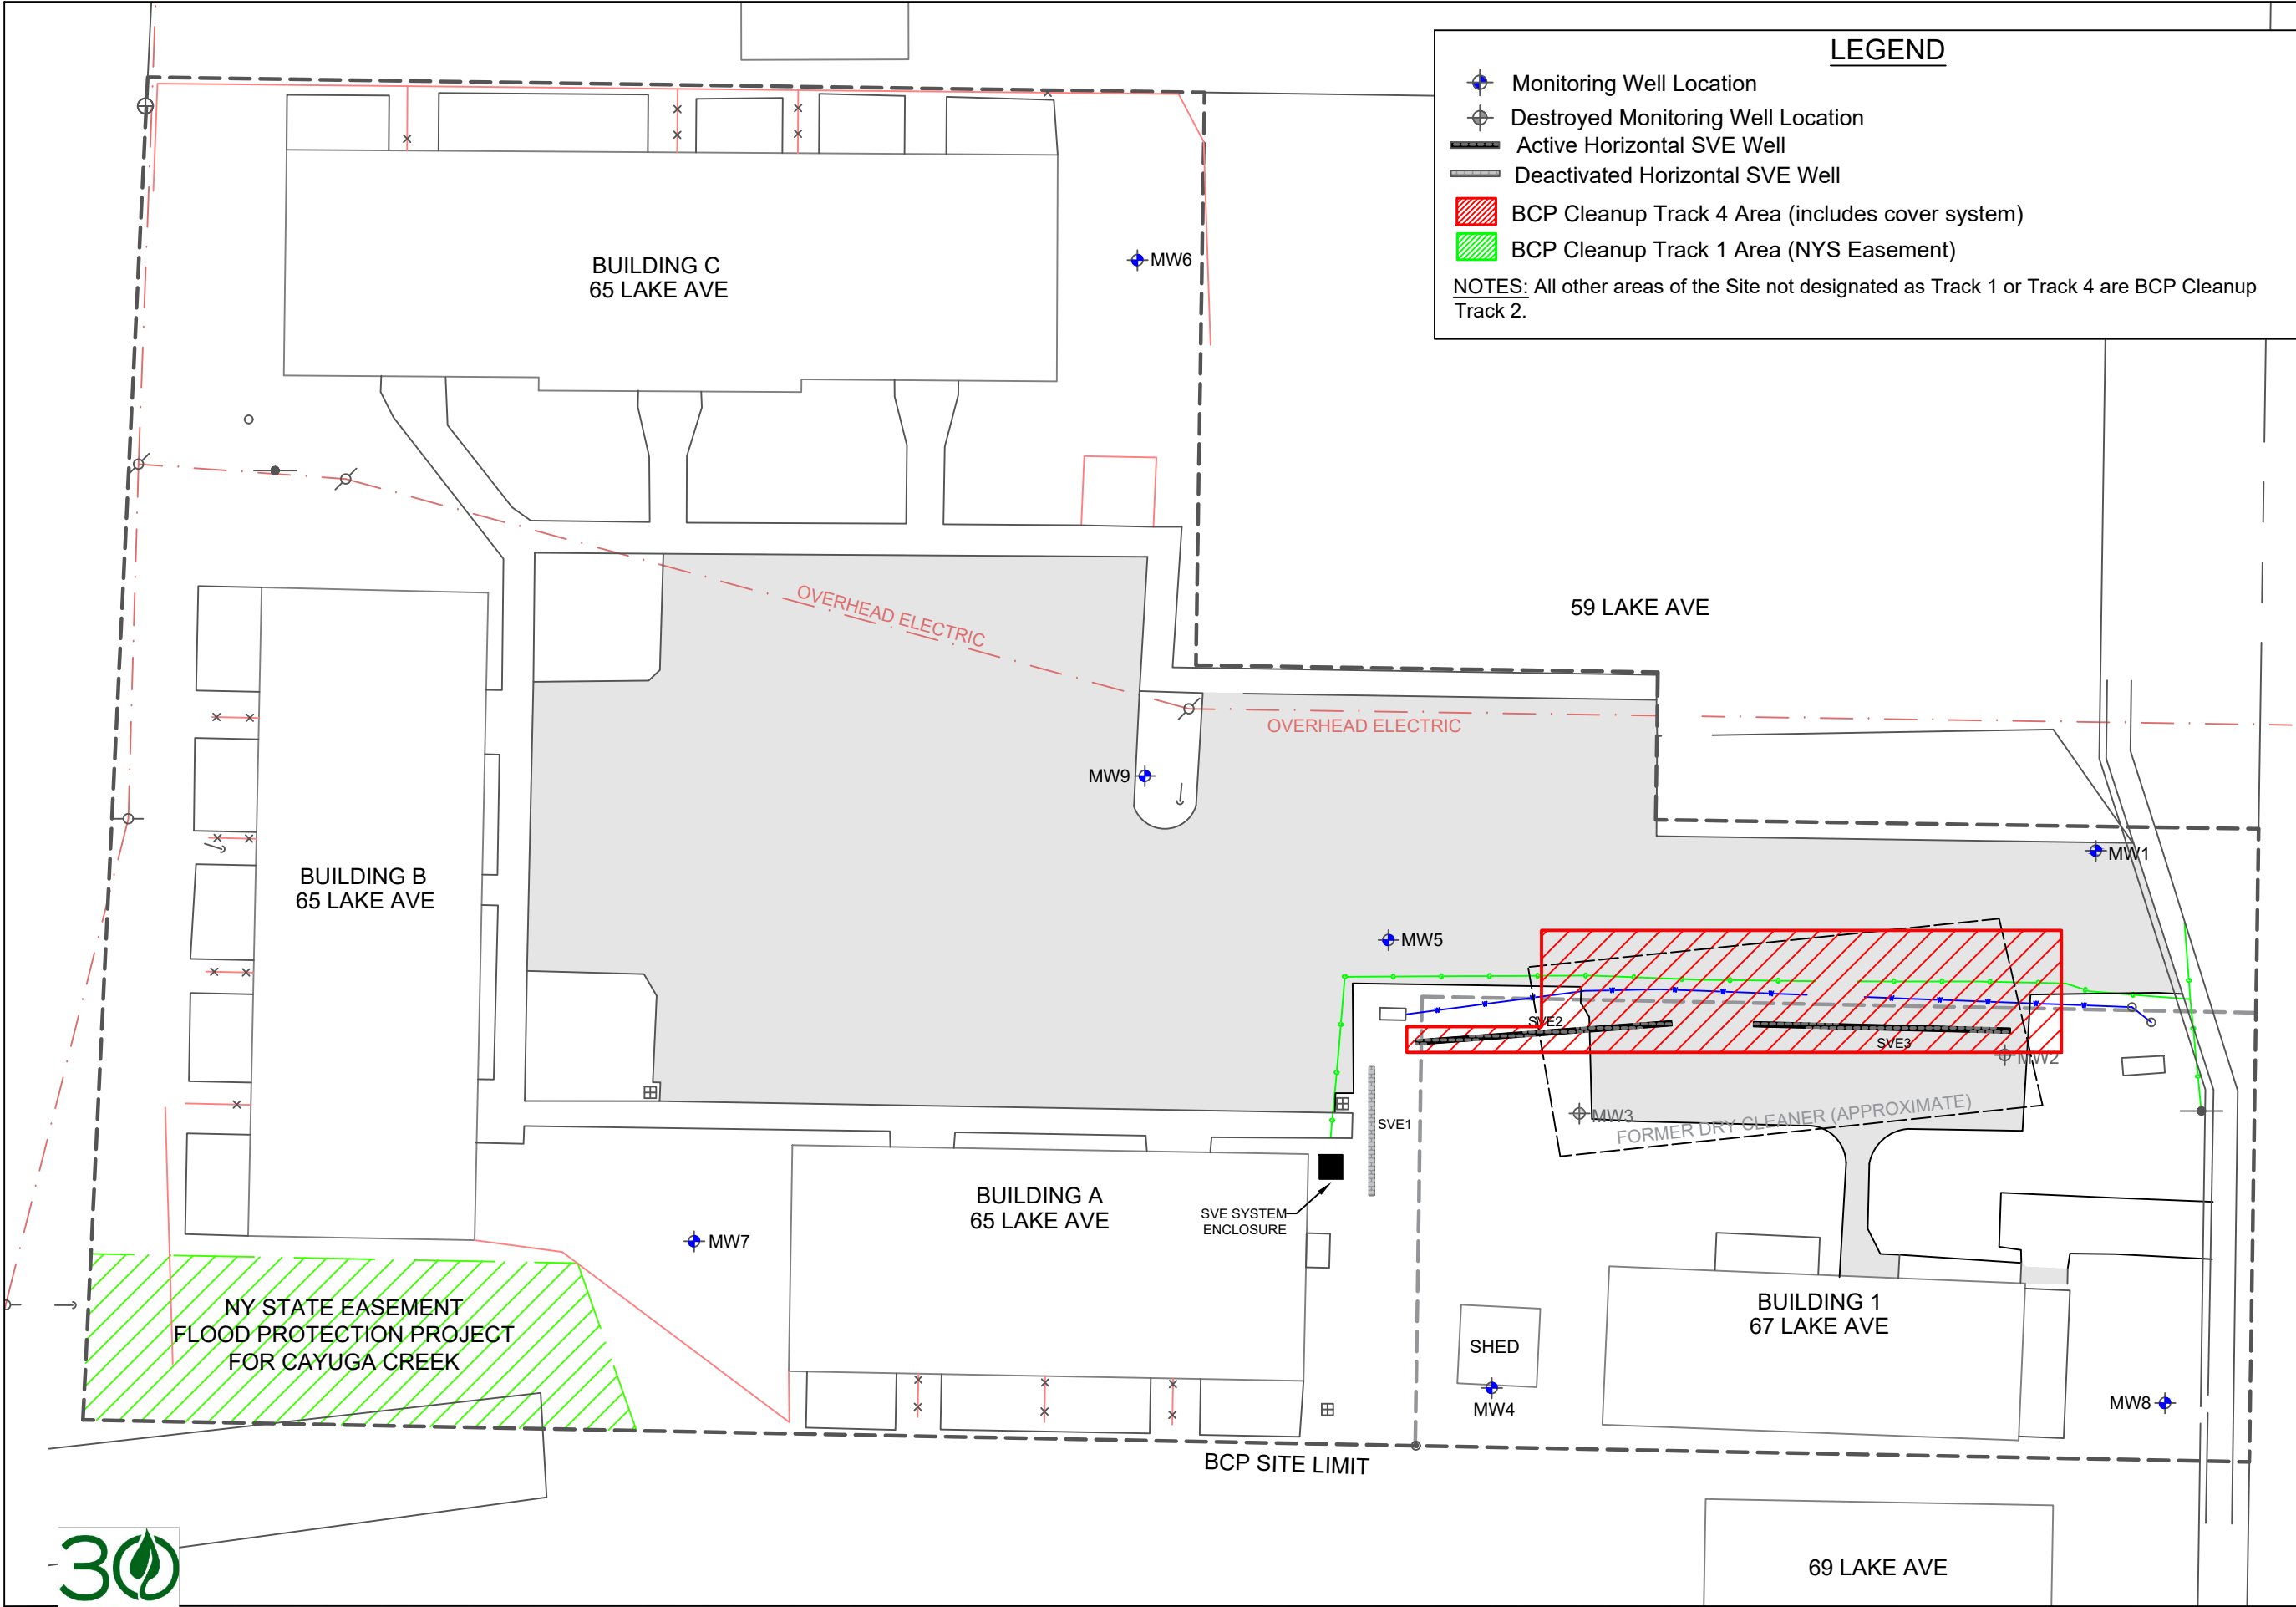 LEGEND
Monitoring Well Location
Destroyed Monitoring Well Location
Active Horizontal SVE Well
Deactivated Horizontal SVE Well
BCP Cleanup Track 4 Area (includes cover system)
BCP Cleanup Track 1 Area (NYS Easement)
NOTES: All other areas of the Site not designated as Track 1 or Track 4 are BCP Cleanup
Track 2.
BUILDING C
65 LAKE AVE
MW6
OVERHEAD ELECTRIC
59 LAKE AVE
OVERHEAD ELECTRIC
MW9
BUILDING B
65 LAKE AVE
MW1
MW5
SVE2
SVE3
MW2
MW3
FORMER DRY CLEANER (APPROXIMATE)
SVE1
BUILDING A
65 LAKE AVE
SVE SYSTEM
ENCLOSURE
MW7
NY STATE EASEMENT
FLOOD PROTECTION PROJECT
FOR CAYUGA CREEK
BUILDING 1
67 LAKE AVE
SHED
MW4
MW8
BCP SITE LIMIT
69 LAKE AVE
30